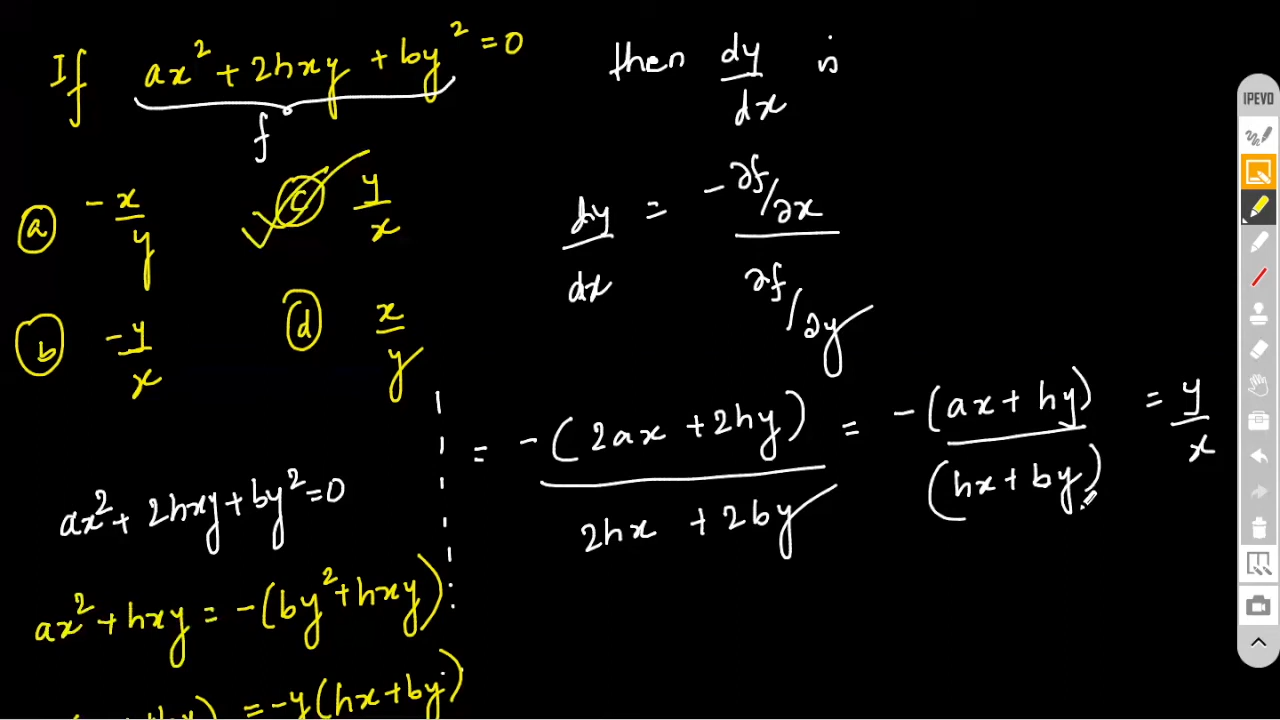 If ax² + 2hxy + by² = 0 then dy/dx is
f
(a) -x/y (c) y/x
(b) -y/x (d) x/y
dy/dx = -∂f/∂x / ∂f/∂y
= -(2ax + 2hy) / 2hx + 2by = -(ax + hy) / (hx + by) = y/x
ax² + 2hxy + by² = 0
ax² + hxy = -(by² + hxy)
= -y(hx + by)
IPEVO